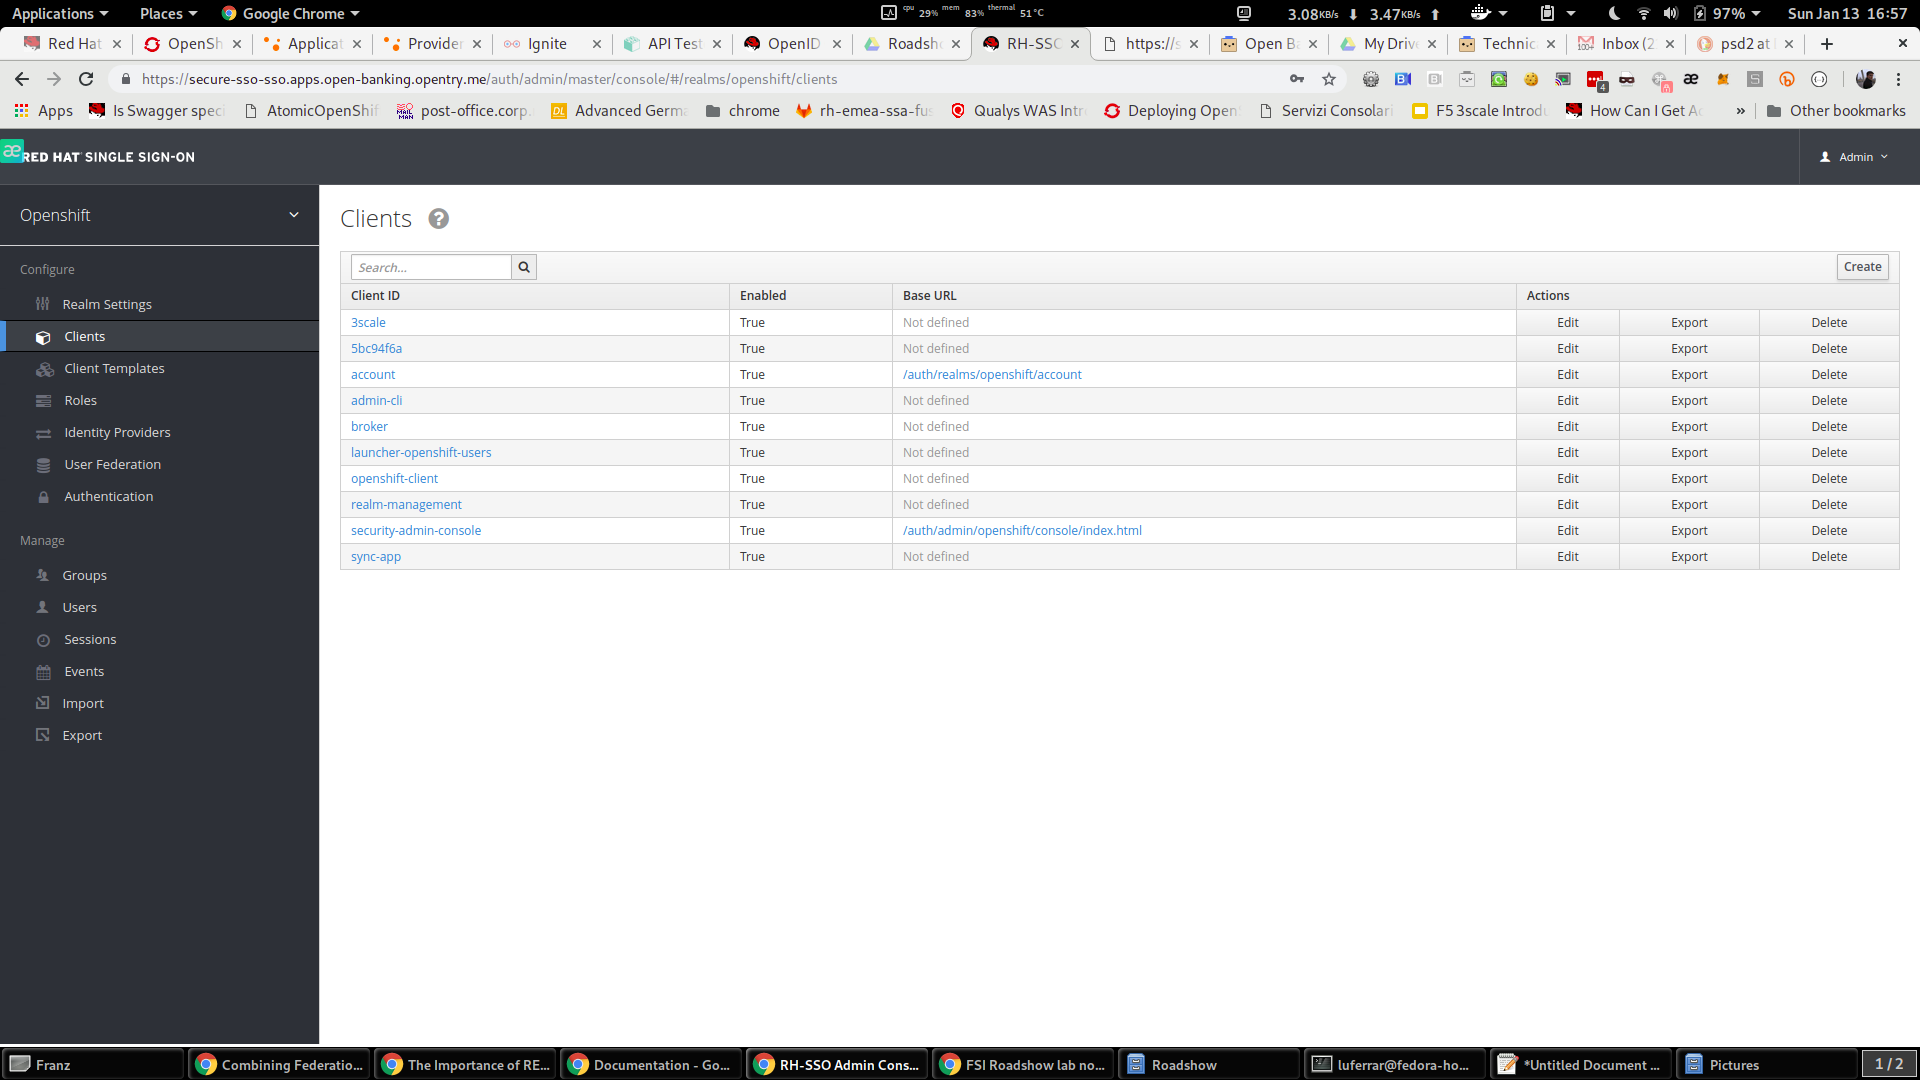 Applications Places Google Chrome cpu 29% mem 83% thermal 51°C 3.08KB/s 3.47KB/s 97% Sun Jan 13 16:57
Red Hat OpenSh Applicat Provider Ignite API Test OpenID Roadsh RH-SSO https://s Open B My Drive Technic Inbox (2 psd2 at
https://secure-sso-sso.apps.open-banking.opentry.me/auth/admin/master/console/#/realms/openshift/clients
Apps Is Swagger spec AtomicOpenShif post-office.corp. Advanced Germa chrome rh-emea-ssa-fus Qualys WAS Intr Deploying Open Servizi Consolari F5 3scale Introdu How Can I Get Ac » Other bookmarks
RED HAT SINGLE SIGN-ON
Admin
Openshift
Configure
Realm Settings
Clients
Client Templates
Roles
Identity Providers
User Federation
Authentication
Manage
Groups
Users
Sessions
Events
Import
Export
Clients
Search...
Create
Client ID Enabled Base URL Actions
3scale True Not defined Edit Export Delete
5bc94f6a True Not defined Edit Export Delete
account True /auth/realms/openshift/account Edit Export Delete
admin-cli True Not defined Edit Export Delete
broker True Not defined Edit Export Delete
launcher-openshift-users True Not defined Edit Export Delete
openshift-client True Not defined Edit Export Delete
realm-management True Not defined Edit Export Delete
security-admin-console True /auth/admin/openshift/console/index.html Edit Export Delete
sync-app True Not defined Edit Export Delete
Franz Combining Federatio... The Importance of RE... Documentation - Go... RH-SSO Admin Cons... FSI Roadshow lab no... Roadshow luferrar@fedora-ho... *Untitled Document ... Pictures 1 / 2